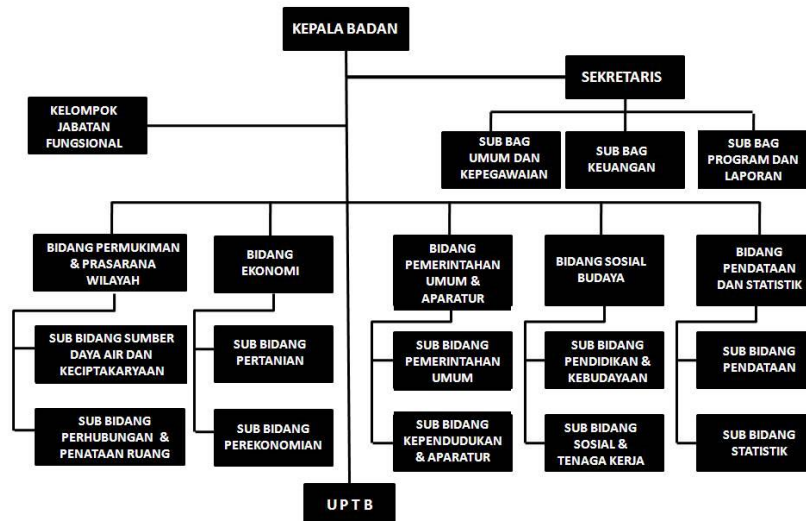 KEPALA BADAN
SEKRETARIS
KELOMPOK
JABATAN
FUNGSIONAL
SUB BAG
UMUM DAN
KEPEGAWAIAN
SUB BAG
KEUANGAN
SUB BAG
PROGRAM DAN
LAPORAN
BIDANG PERMUKIMAN
& PRASARANA
WILAYAH
BIDANG
EKONOMI
BIDANG
PEMERINTAHAN
UMUM &
APARATUR
BIDANG SOSIAL
BUDAYA
BIDANG
PENDATAAN
DAN STATISTIK
SUB BIDANG SUMBER
DAYA AIR DAN
KECIPTAKARYAAN
SUB BIDANG
PERTANIAN
SUB BIDANG
PEMERINTAHAN
UMUM
SUB BIDANG
PENDIDIKAN &
KEBUDAYAAN
SUB BIDANG
PENDATAAN
SUB BIDANG
PERHUBUNGAN &
PENATAAN RUANG
SUB BIDANG
PEREKONOMIAN
SUB BIDANG
KEPENDUDUKAN
& APARATUR
SUB BIDANG
SOSIAL &
TENAGA KERJA
SUB BIDANG
STATISTIK
U P T B